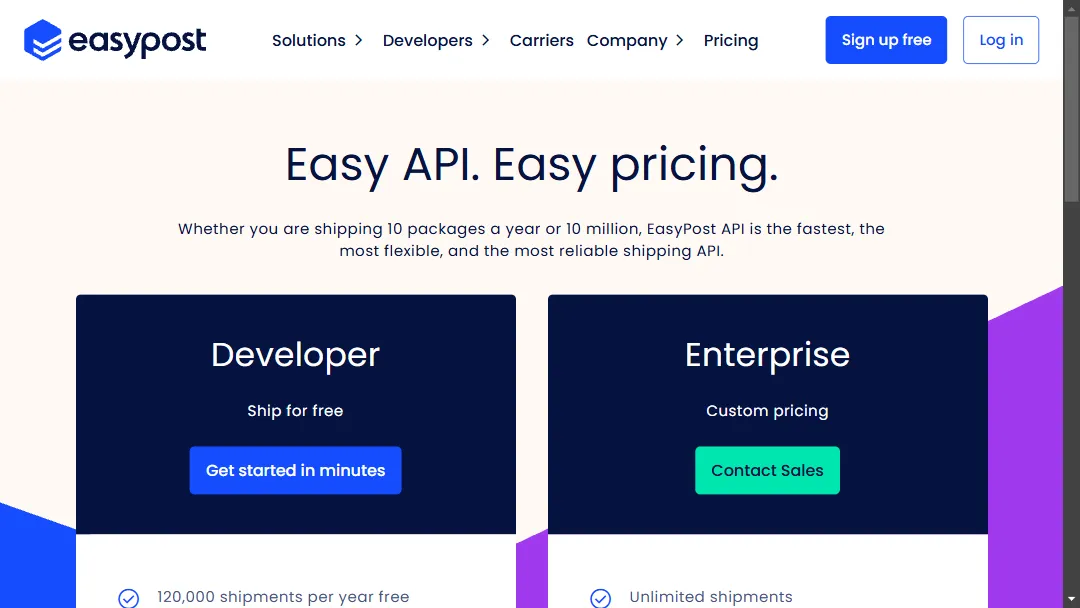 easypost
Solutions
Developers
Carriers
Company
Pricing
Sign up free
Log in
Easy API. Easy pricing.
Whether you are shipping 10 packages a year or 10 million, EasyPost API is the fastest, the
most flexible, and the most reliable shipping API.
Developer
Ship for free
Get started in minutes
120,000 shipments per year free
Enterprise
Custom pricing
Contact Sales
Unlimited shipments